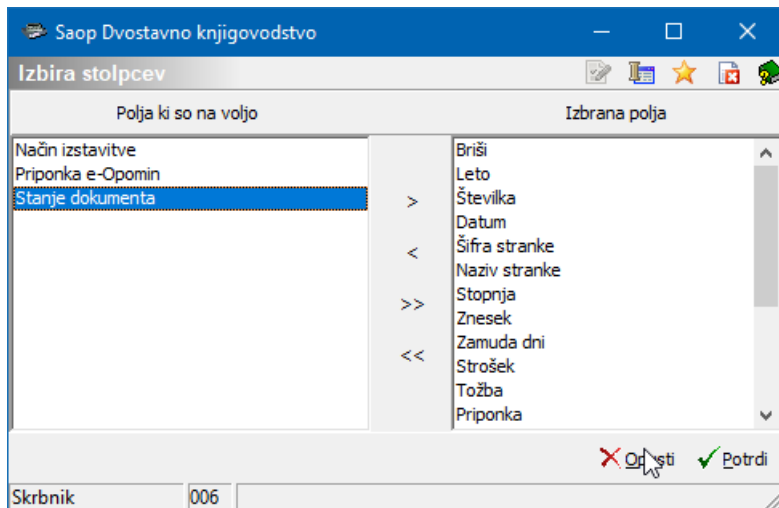 Saop Dvostavno knjigovodstvo
Izbira stolpcev
Polja ki so na voljo
Izbrana polja
Način izstavitve
Priponka e-Opomin
Stanje dokumenta
>
<
>>
<<
Briši
Leto
Številka
Datum
Šifra stranke
Naziv stranke
Stopnja
Znesek
Zamuda dni
Strošek
Tožba
Priponka
Opusti
Potrdi
Skrbnik
006